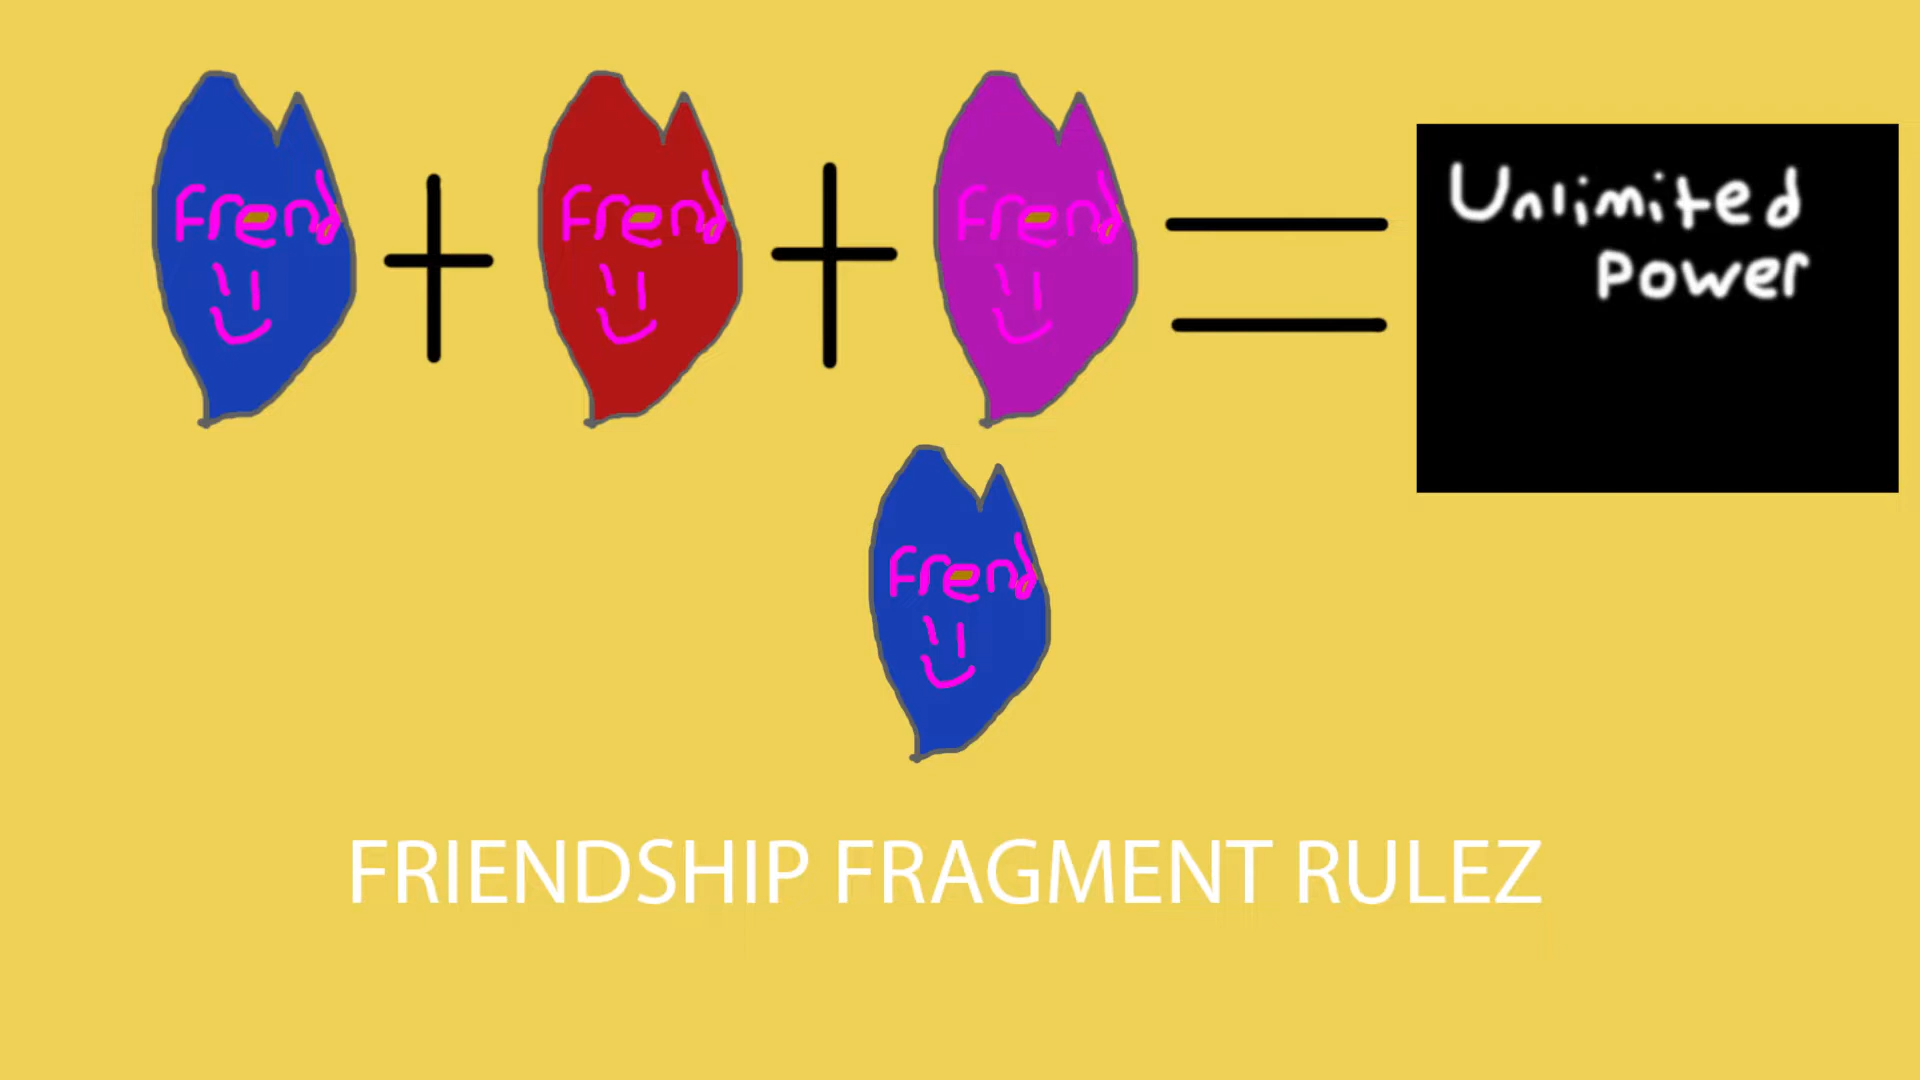 Frend + Frend + Frend = Unlimited
Power
Frend
FRIENDSHIP FRAGMENT RULEZ